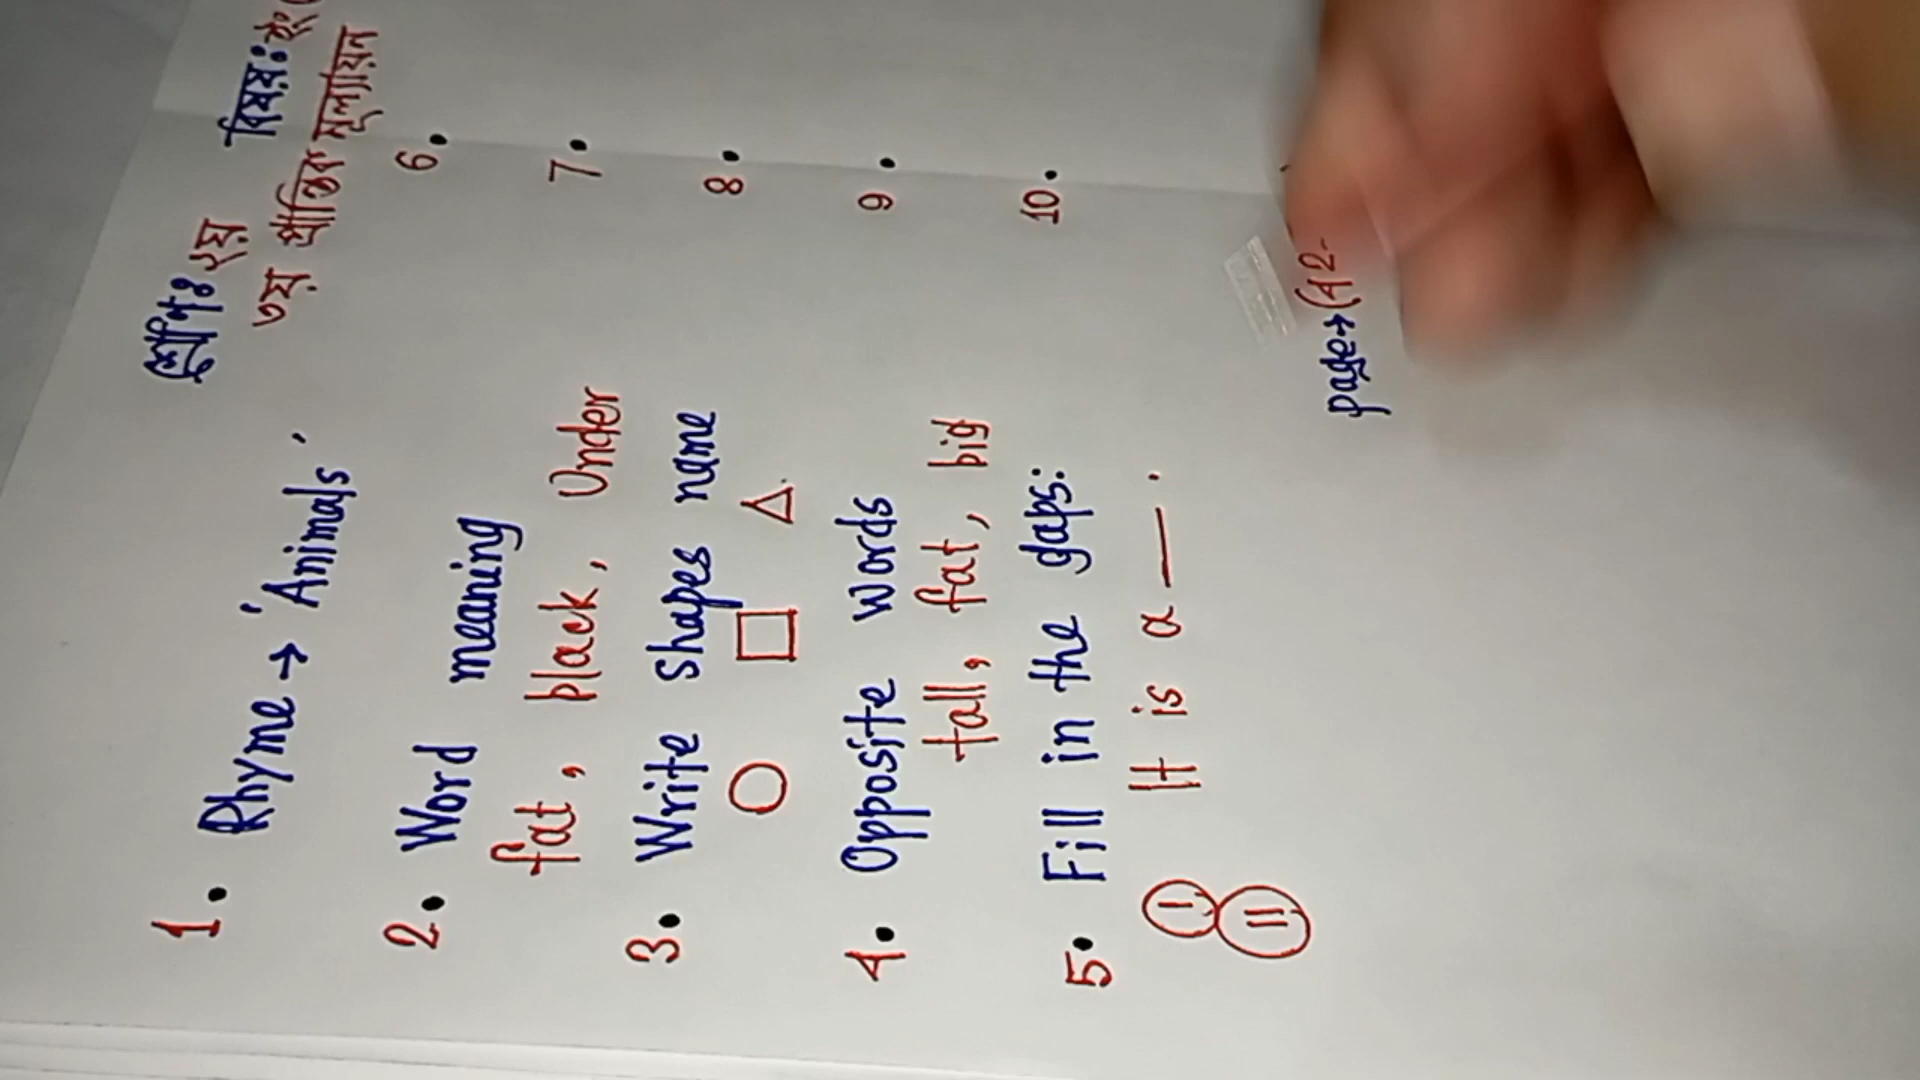 শ্রেণিঃ ২য় বিষয়ঃ
৩য় প্রান্তিক মূল্যায়ন
1. Rhyme → 'Animals'
2. Word meaning
fat, black, Under
3. Write shapes name
4. Opposite words
tall, fat, big
5. Fill in the gaps:
i It is a — .
ii
6.
7.
8.
9.
10.
page→(42-